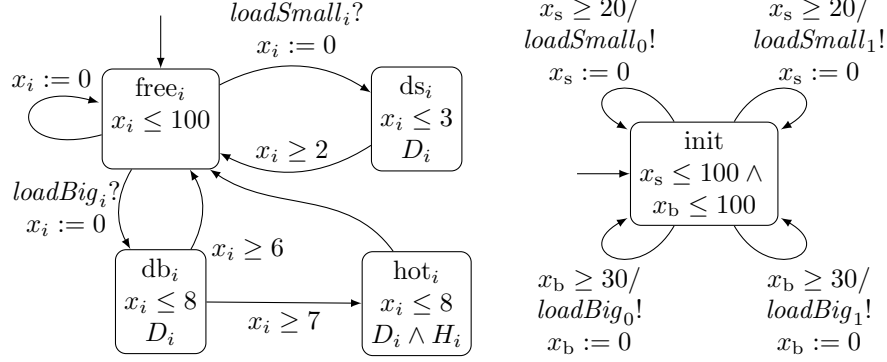 loadSmall_i?
x_i := 0
x_i := 0
free_i
x_i ≤ 100
ds_i
x_i ≤ 3
D_i
x_i ≥ 2
loadBig_i?
x_i := 0
x_i ≥ 6
db_i
x_i ≤ 8
D_i
x_i ≥ 7
hot_i
x_i ≤ 8
D_i ∧ H_i
x_s ≥ 20/
loadSmall_0!
x_s := 0
x_s ≥ 20/
loadSmall_1!
x_s := 0
init
x_s ≤ 100 ∧
x_b ≤ 100
x_b ≥ 30/
loadBig_0!
x_b := 0
x_b ≥ 30/
loadBig_1!
x_b := 0